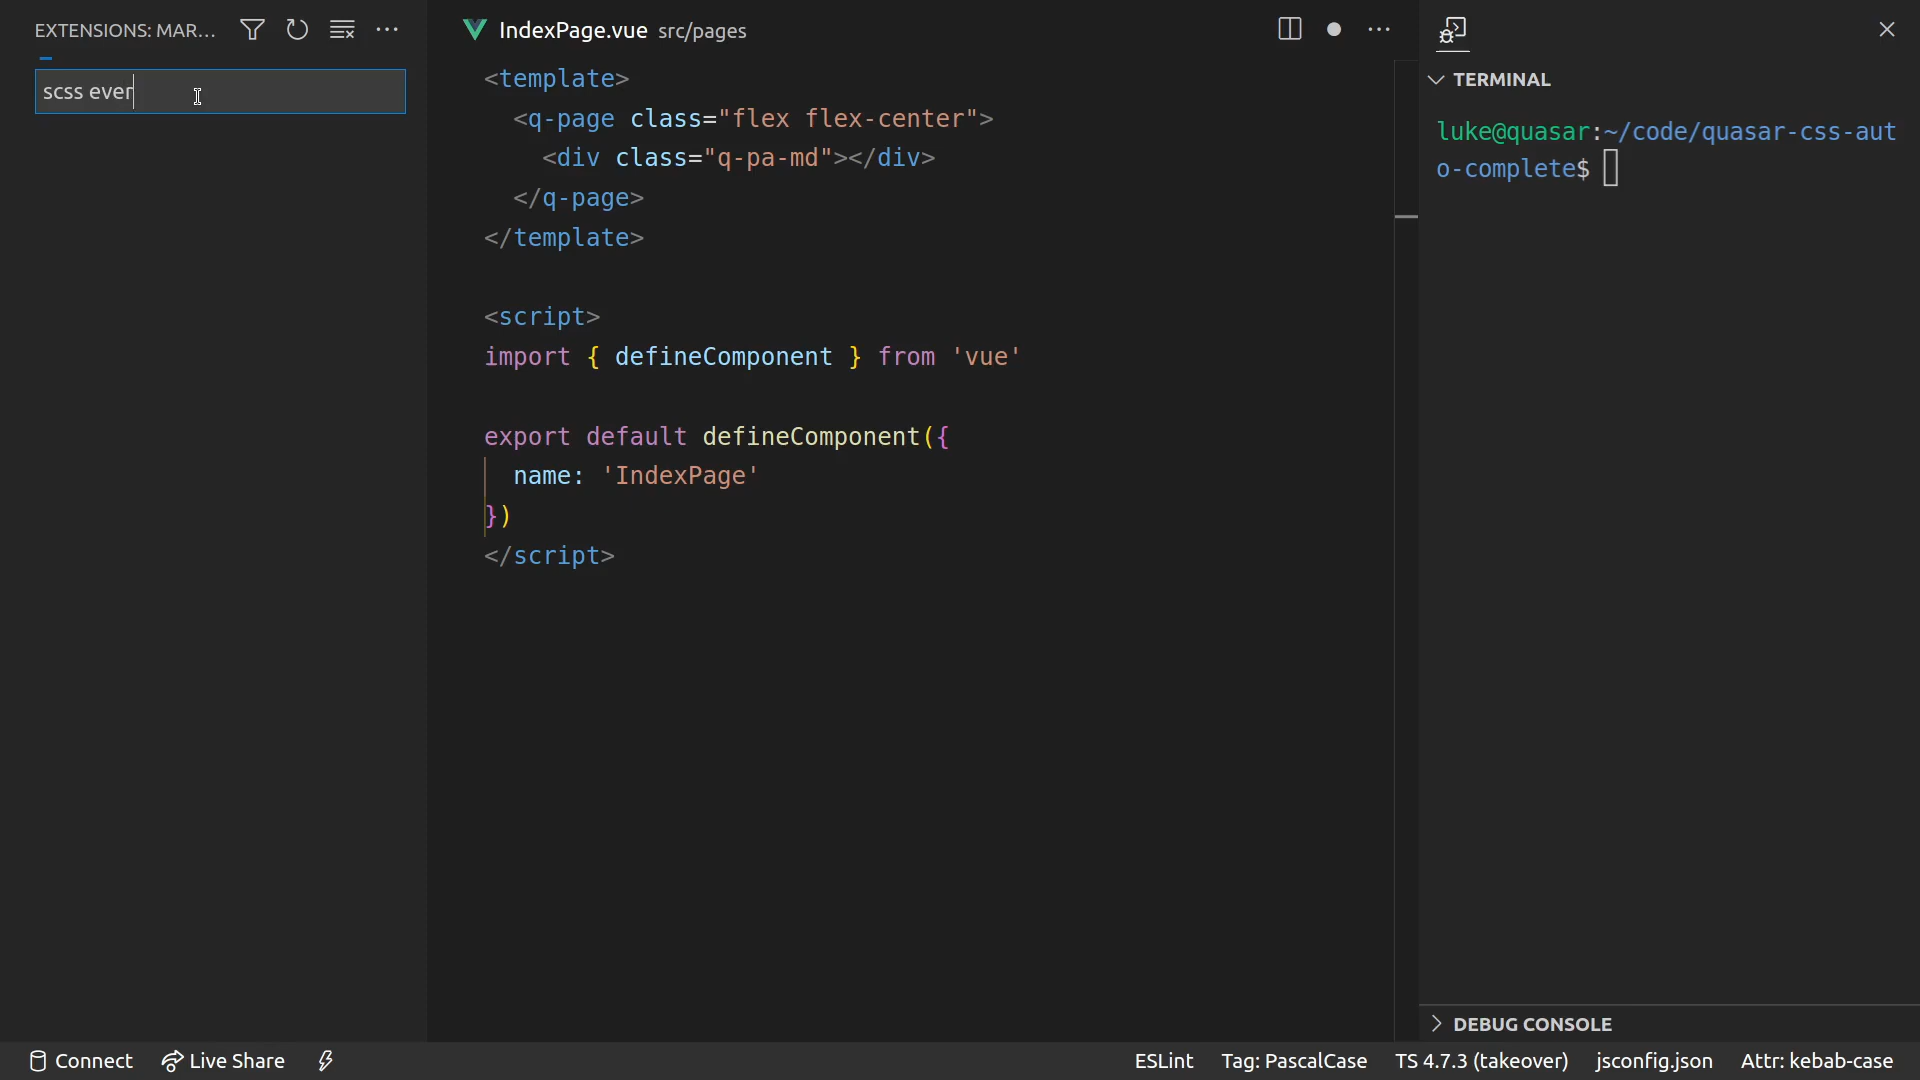 EXTENSIONS: MAR...
scss ever
IndexPage.vue src/pages
<template>
  <q-page class="flex flex-center">
    <div class="q-pa-md"></div>
  </q-page>
</template>
<script>
import { defineComponent } from 'vue'
export default defineComponent({
  name: 'IndexPage'
})
</script>
TERMINAL
luke@quasar:~/code/quasar-css-aut
o-complete$
DEBUG CONSOLE
Connect Live Share ESLint Tag: PascalCase TS 4.7.3 (takeover) jsconfig.json Attr: kebab-case